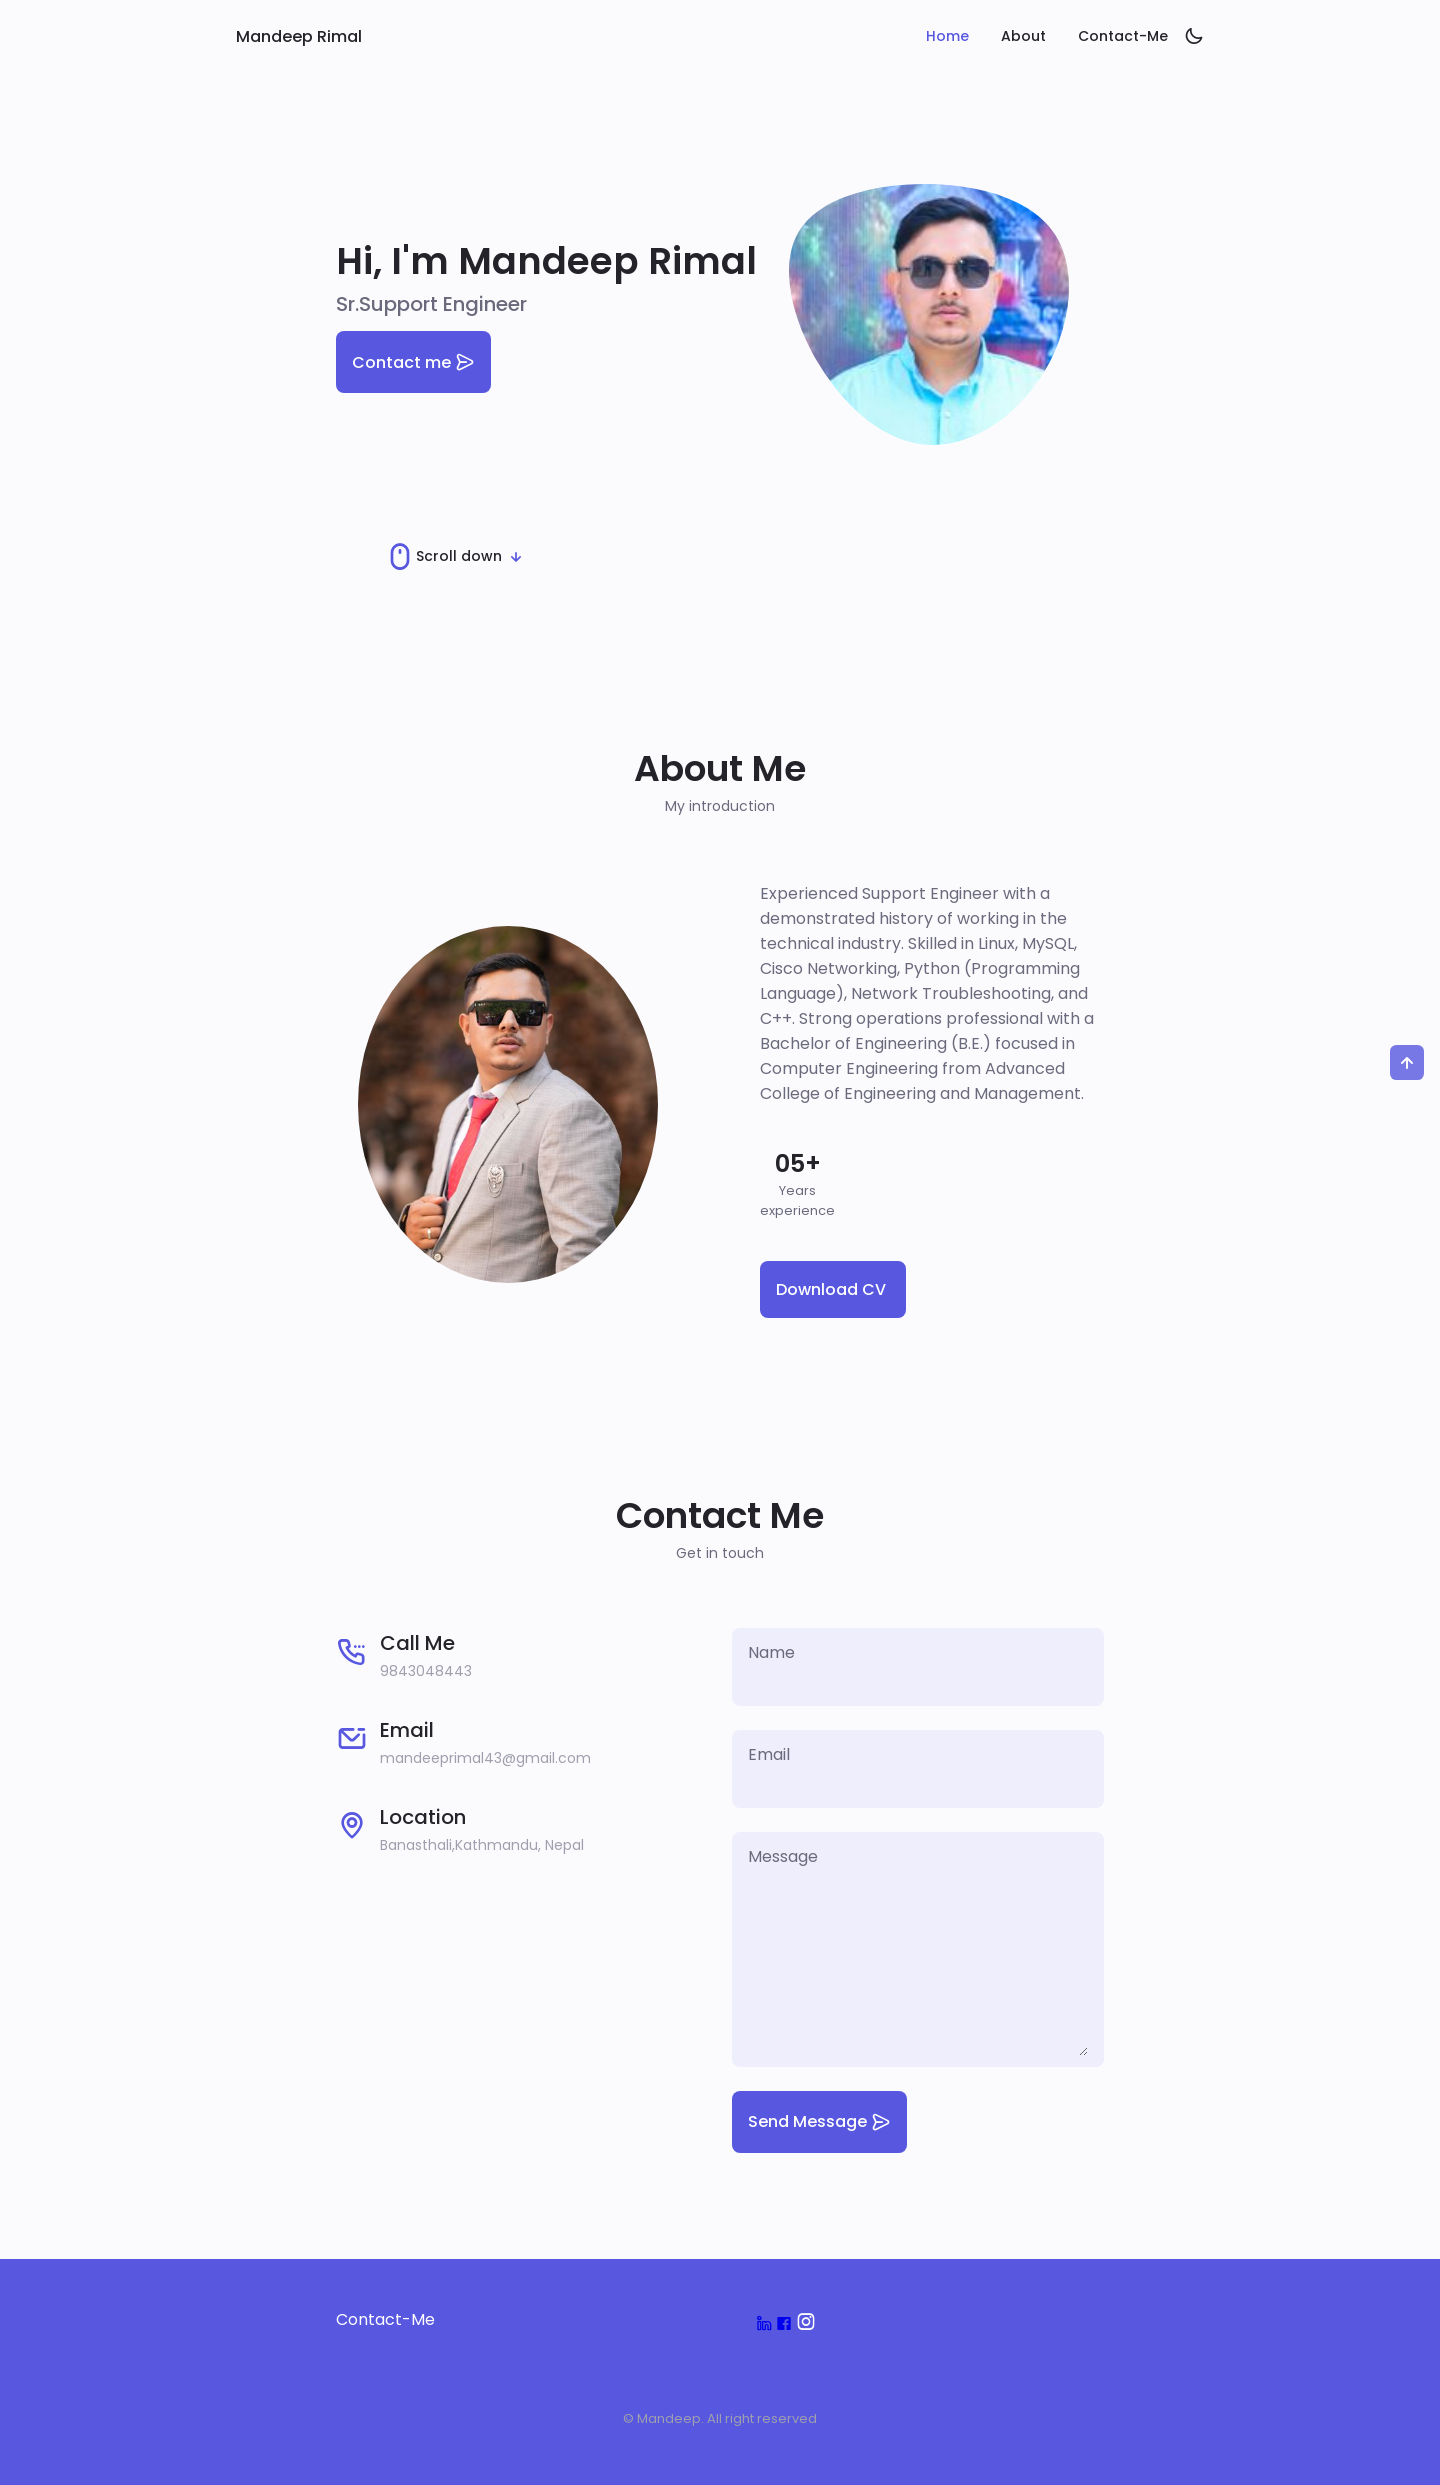 Mandeep Rimal
Home
About
Contact-Me
Hi, I'm Mandeep Rimal
Sr.Support Engineer
Contact me
Scroll down
About Me
My introduction
Experienced Support Engineer with a
demonstrated history of working in the
technical industry. Skilled in Linux, MySQL,
Cisco Networking, Python (Programming
Language), Network Troubleshooting, and
C++. Strong operations professional with a
Bachelor of Engineering (B.E.) focused in
Computer Engineering from Advanced
College of Engineering and Management.
05+
Years
experience
Download CV
Contact Me
Get in touch
Call Me
9843048443
Email
mandeeprimal43@gmail.com
Location
Banasthali,Kathmandu, Nepal
Name
Email
Message
Send Message
Contact-Me
© Mandeep. All right reserved